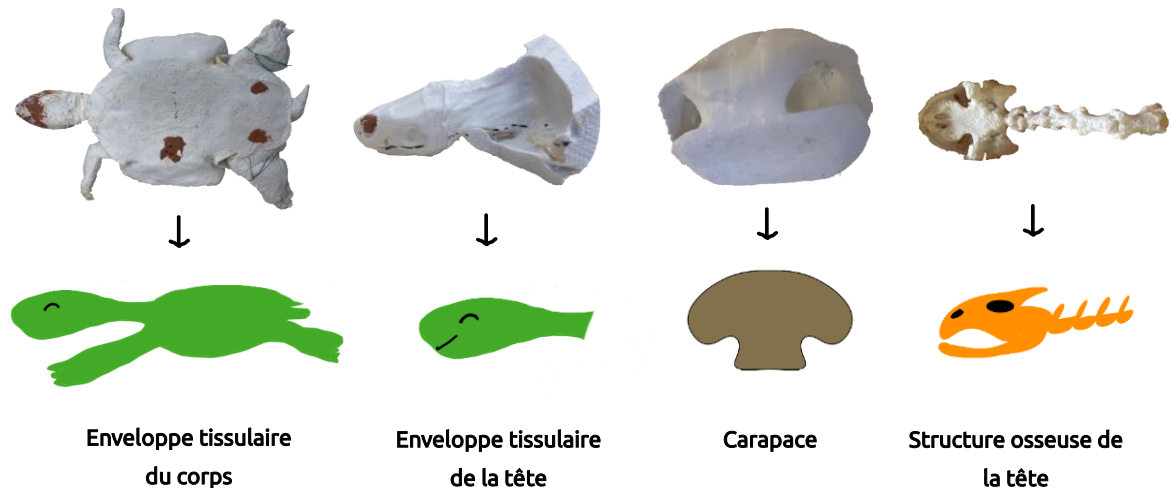 Enveloppe tissulaire
du corps
Enveloppe tissulaire
de la tête
Carapace
Structure osseuse de
la tête